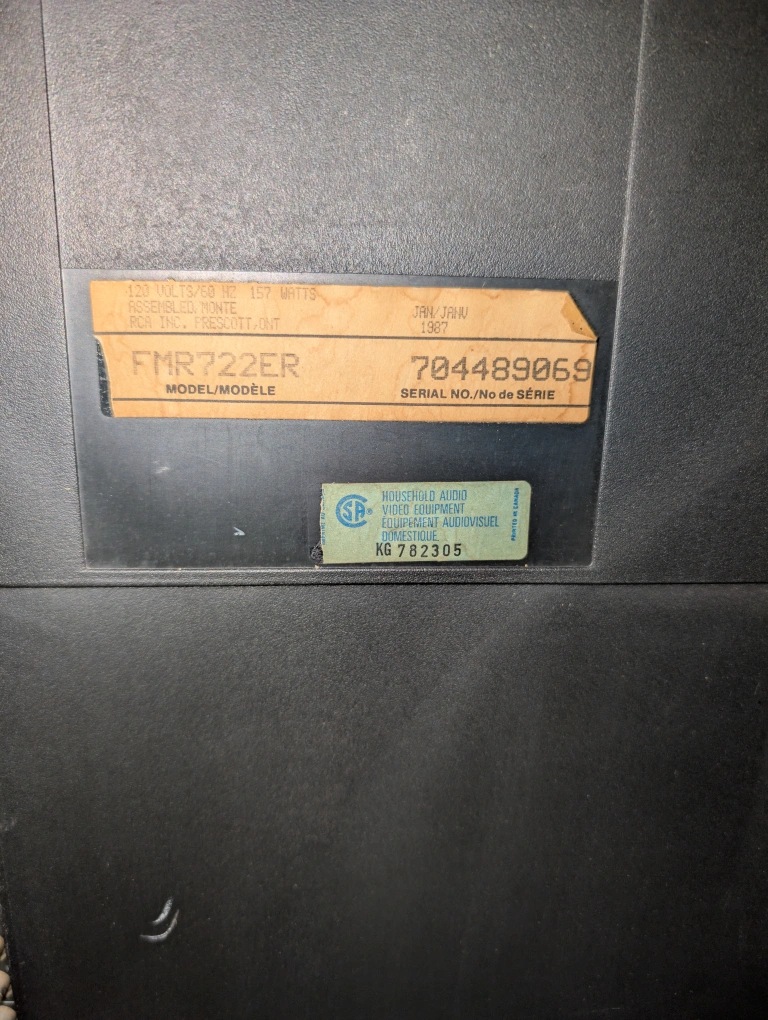 120 VOLTS/60 HZ 157 WATTS
ASSEMBLED/MONTE
RCA INC, PRESCOTT,ONT
JAN/JANV
1987
FMR722ER
MODEL/MODÈLE
704489069
SERIAL NO./No de SÉRIE
CSA®
HOUSEHOLD AUDIO
VIDEO EQUIPMENT
ÉQUIPEMENT AUDIOVISUEL
DOMESTIQUE
KG 782305
PRINTED IN CANADA